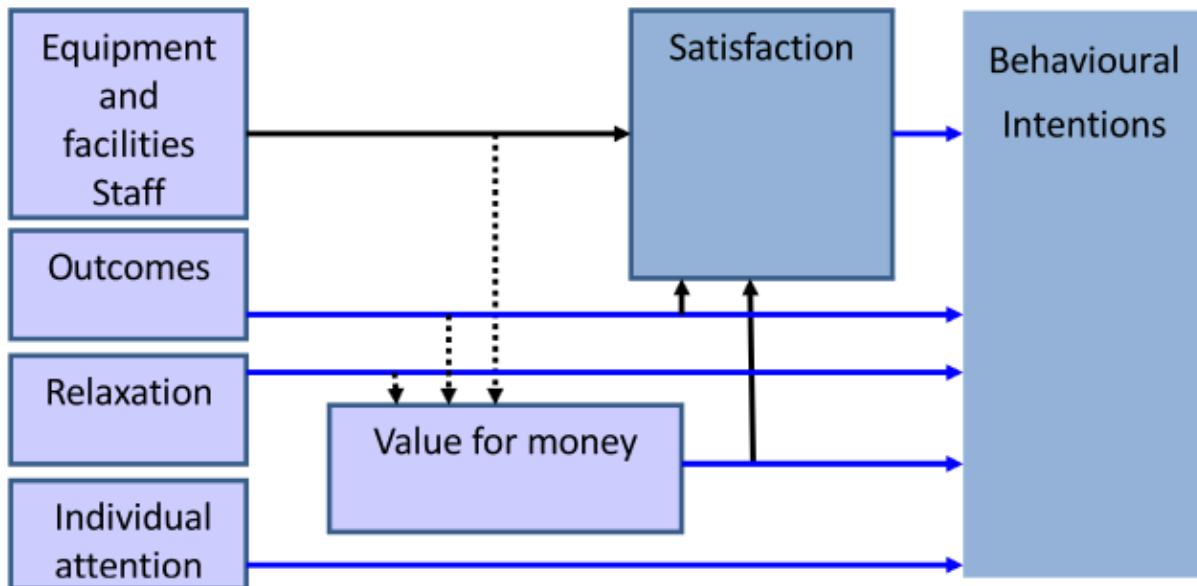 Equipment
and
facilities
Staff
Satisfaction
Behavioural
Intentions
Outcomes
Relaxation
Value for money
Individual
attention